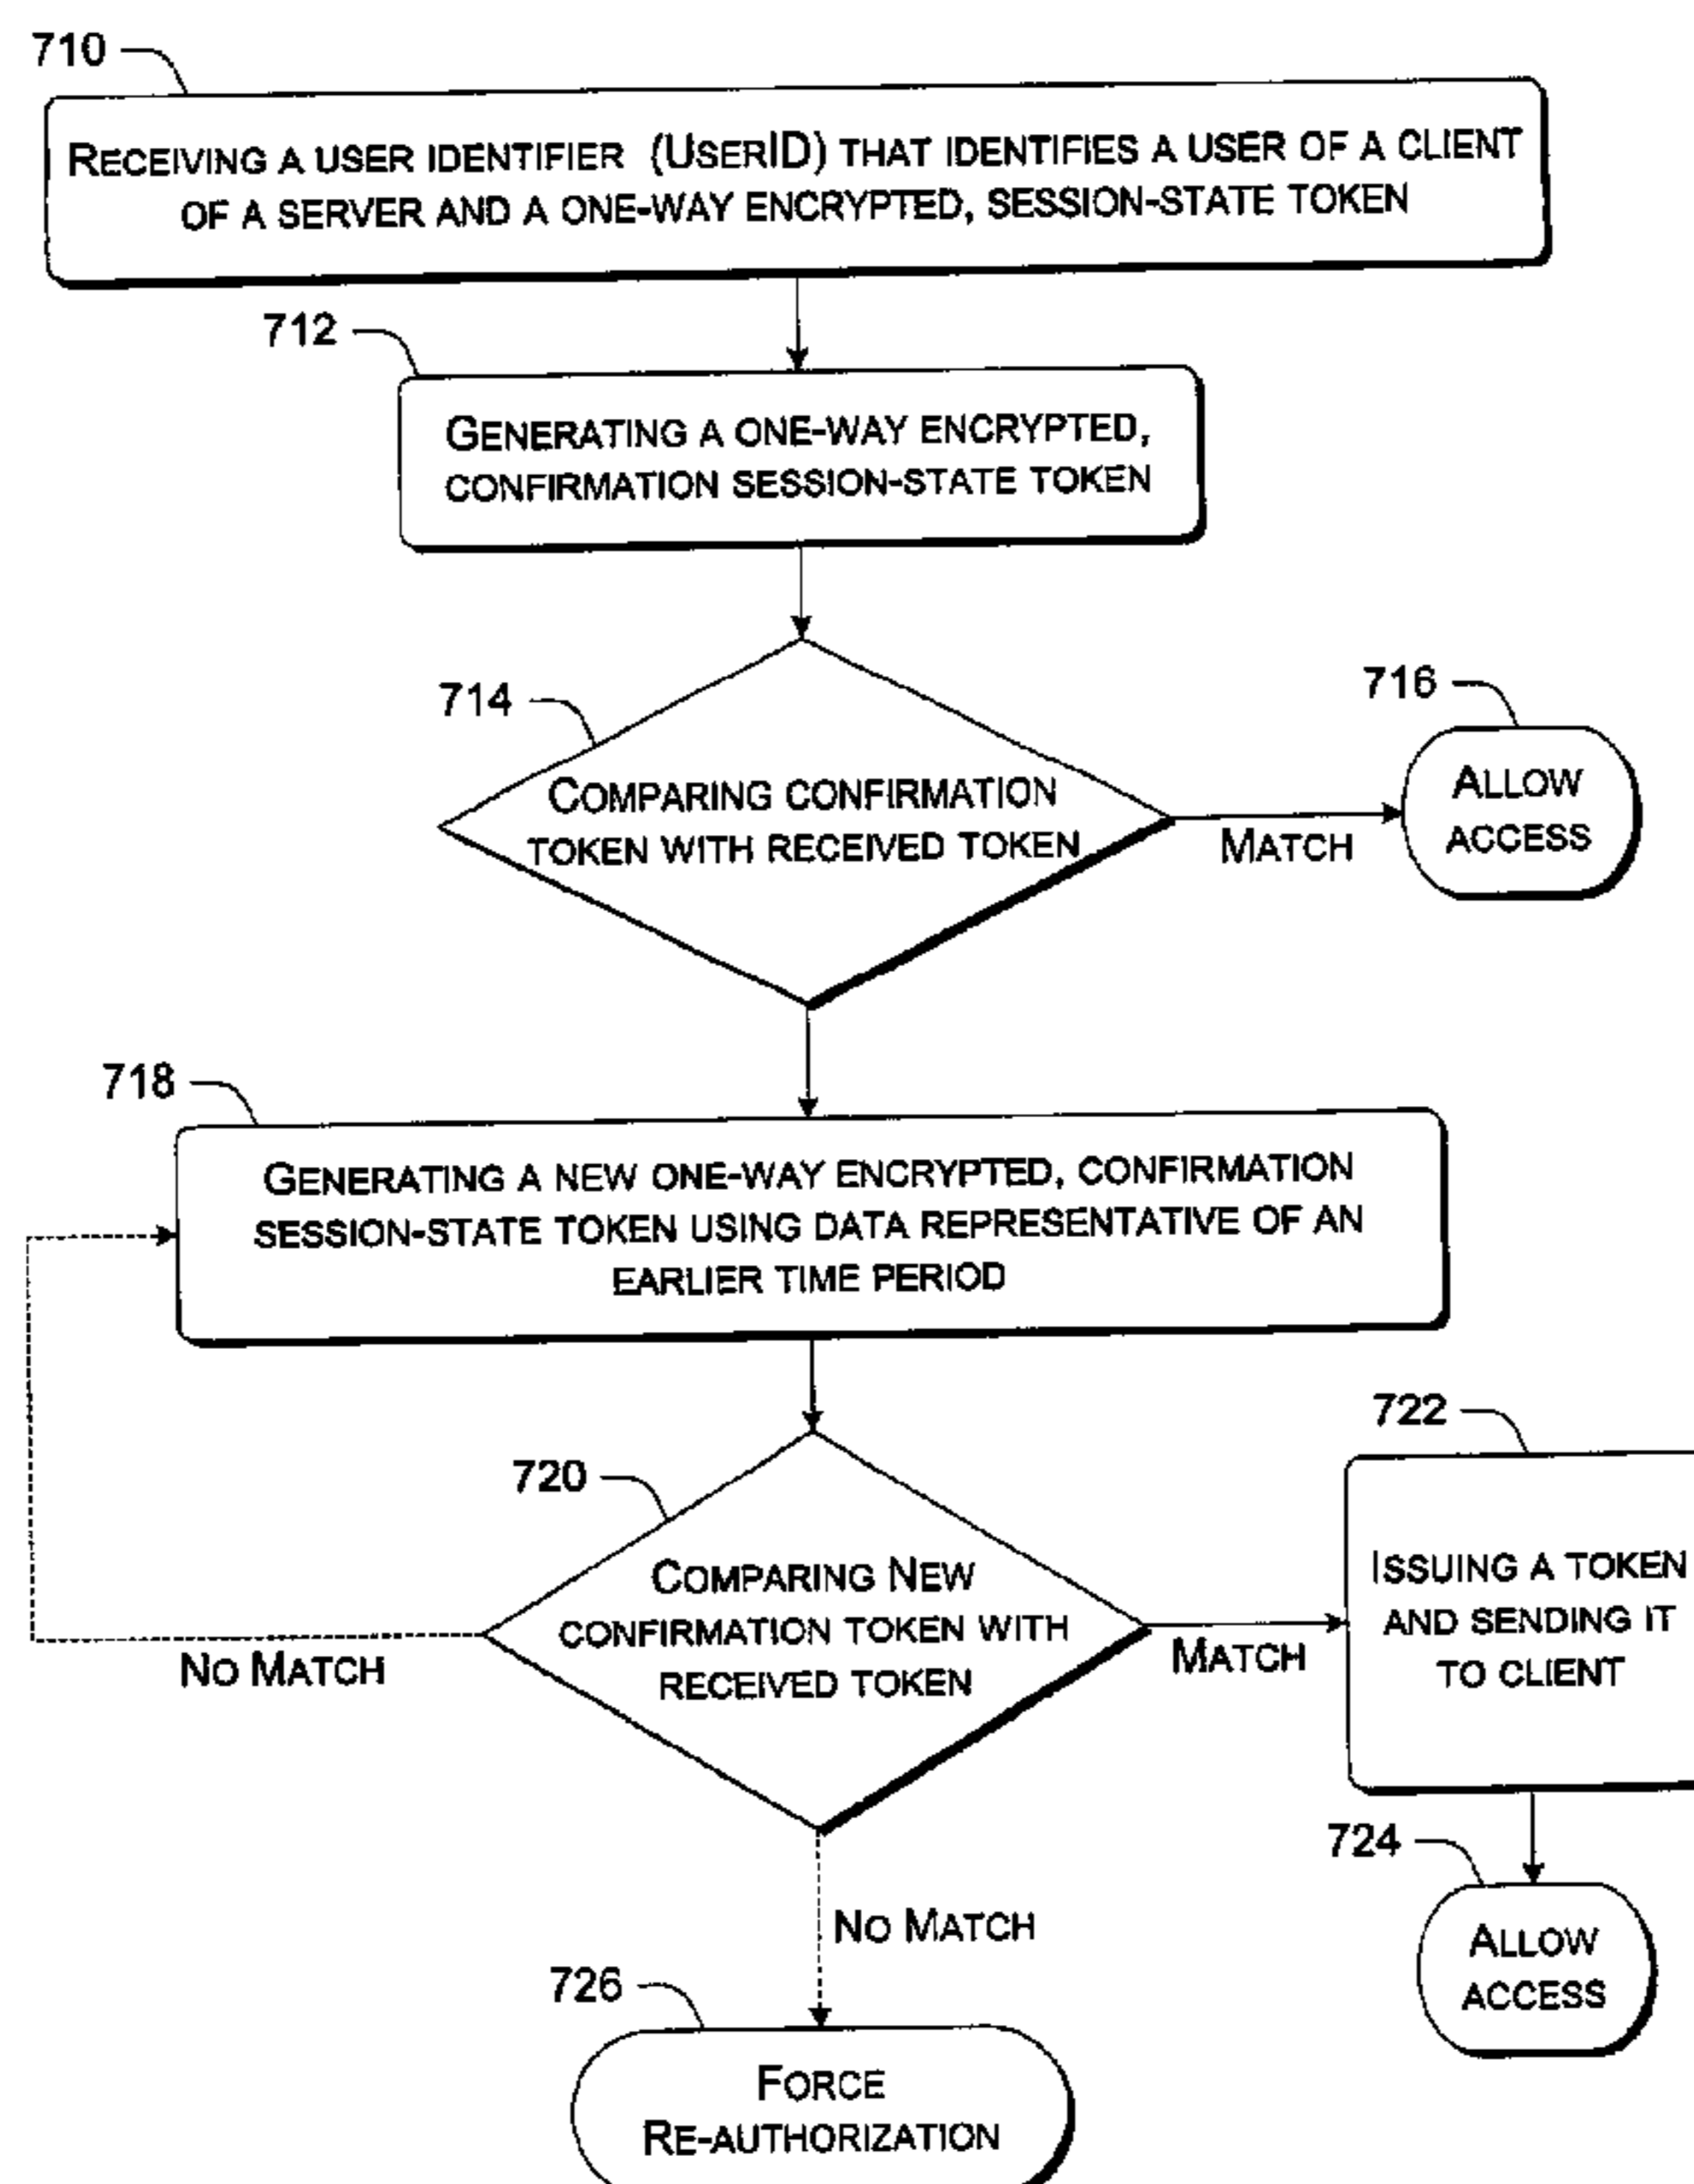 710
RECEIVING A USER IDENTIFIER (USERID) THAT IDENTIFIES A USER OF A CLIENT
OF A SERVER AND A ONE-WAY ENCRYPTED, SESSION-STATE TOKEN
712
GENERATING A ONE-WAY ENCRYPTED,
CONFIRMATION SESSION-STATE TOKEN
714
COMPARING CONFIRMATION
TOKEN WITH RECEIVED TOKEN
MATCH
716
ALLOW
ACCESS
718
GENERATING A NEW ONE-WAY ENCRYPTED, CONFIRMATION
SESSION-STATE TOKEN USING DATA REPRESENTATIVE OF AN
EARLIER TIME PERIOD
720
COMPARING NEW
CONFIRMATION TOKEN WITH
RECEIVED TOKEN
NO MATCH
MATCH
722
ISSUING A TOKEN
AND SENDING IT
TO CLIENT
724
ALLOW
ACCESS
NO MATCH
726
FORCE
RE-AUTHORIZATION